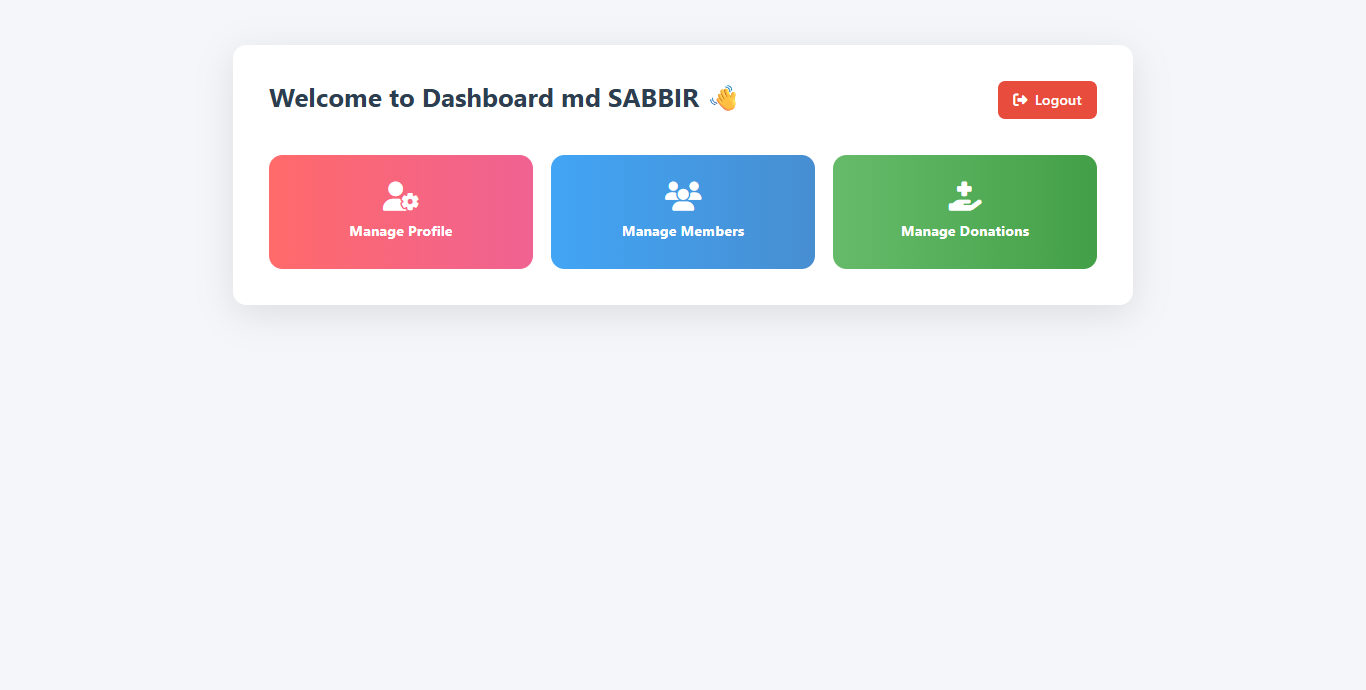 Welcome to Dashboard md SABBIR 👋
Logout
Manage Profile
Manage Members
Manage Donations